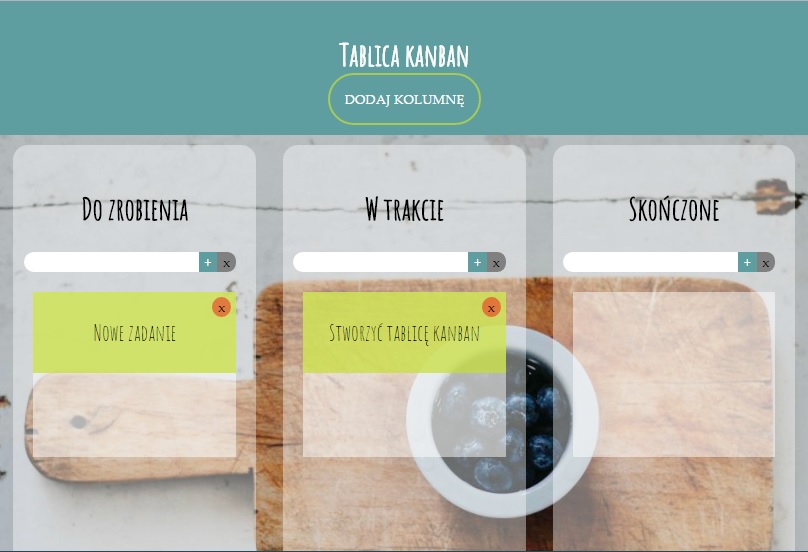 Tablica kanban
DODAJ KOLUMNĘ
Do zrobienia
W trakcie
Skończone
+ x
+ x
+ x
x
Nowe zadanie
x
Stworzyć tablicę kanban